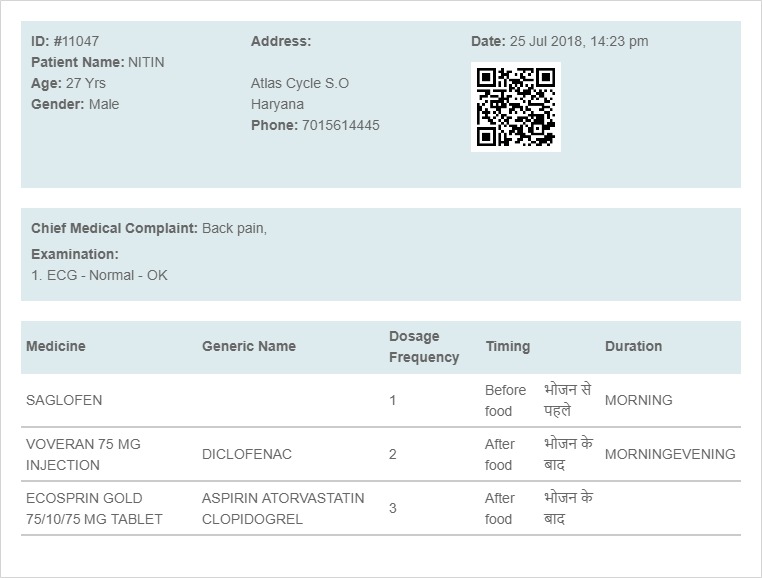 ID: #11047
Patient Name: NITIN
Age: 27 Yrs
Gender: Male
Address:
Atlas Cycle S.O
Haryana
Phone: 7015614445
Date: 25 Jul 2018, 14:23 pm
Chief Medical Complaint: Back pain,
Examination:
1. ECG - Normal - OK
Medicine Generic Name Dosage Frequency Timing Duration
SAGLOFEN 1 Before food भोजन से पहले MORNING
VOVERAN 75 MG INJECTION DICLOFENAC 2 After food भोजन के बाद MORNINGEVENING
ECOSPRIN GOLD 75/10/75 MG TABLET ASPIRIN ATORVASTATIN CLOPIDOGREL 3 After food भोजन के बाद